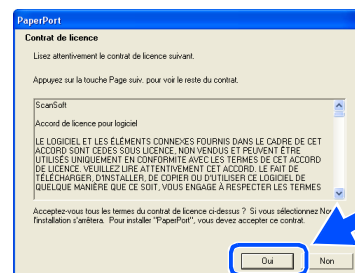 PaperPort
Contrat de licence
Lisez attentivement le contrat de licence suivant.
Appuyez sur la touche Page suiv. pour voir le reste du contrat.
ScanSoft
Accord de licence pour logiciel
LE LOGICIEL ET LES ÉLÉMENTS CONNEXES FOURNIS DANS LE CADRE DE CET
ACCORD SONT CEDES SOUS LICENCE, NON VENDUS ET PEUVENT ÊTRE
UTILISÉS UNIQUEMENT EN CONFORMITE AVEC LES TERMES DE CET ACCORD
DE LICENCE. VEUILLEZ LIRE ATTENTIVEMENT CET ACCORD. LE FAIT DE
TÉLÉCHARGER, D'INSTALLER, DE COPIER OU D'UTILISER CE LOGICIEL DE
QUELQUE MANIÈRE QUE CE SOIT, VOUS ENGAGE À RESPECTER LES TERMES
Acceptez-vous tous les termes du contrat de licence ci-dessus ? Si vous sélectionnez No
l'installation s'arrêtera. Pour installer "PaperPort", vous devez accepter ce contrat.
Oui
Non